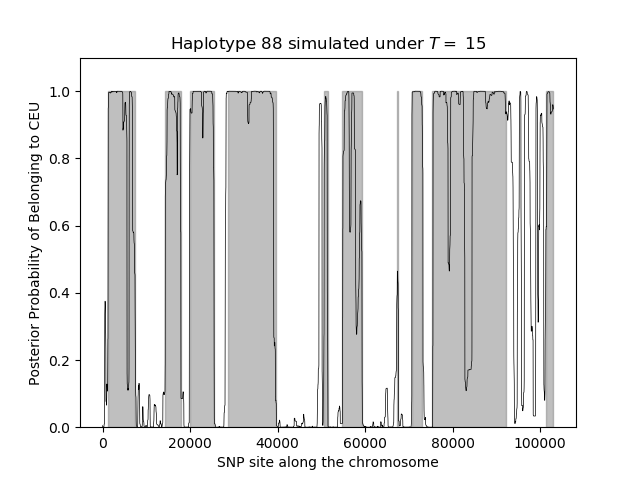 Haplotype 88 simulated under T = 15
Posterior Probability of Belonging to CEU
1.0
0.8
0.6
0.4
0.2
0.0
0 20000 40000 60000 80000 100000
SNP site along the chromosome